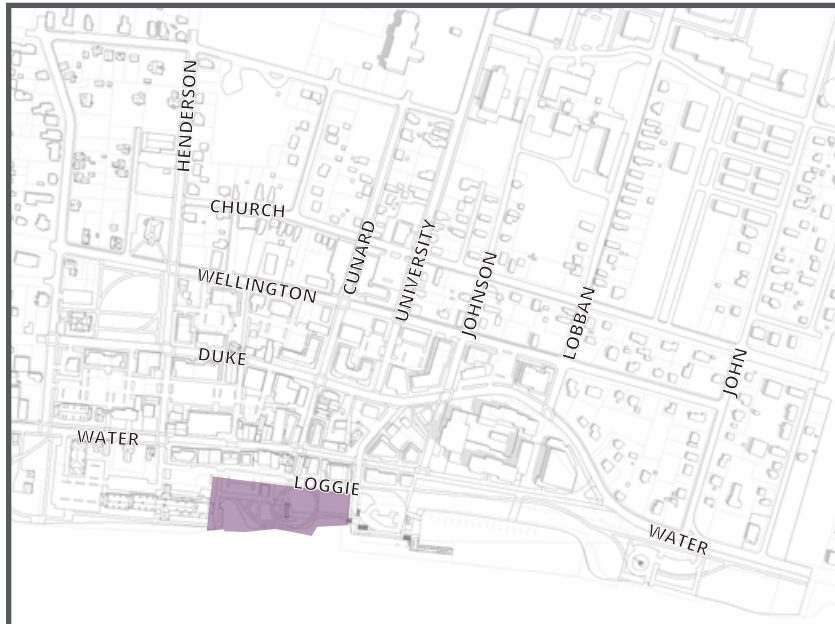 HENDERSON
CHURCH
CUNARD
UNIVERSITY
WELLINGTON
JOHNSON
LOBBAN
DUKE
JOHN
WATER
LOGGIE
WATER